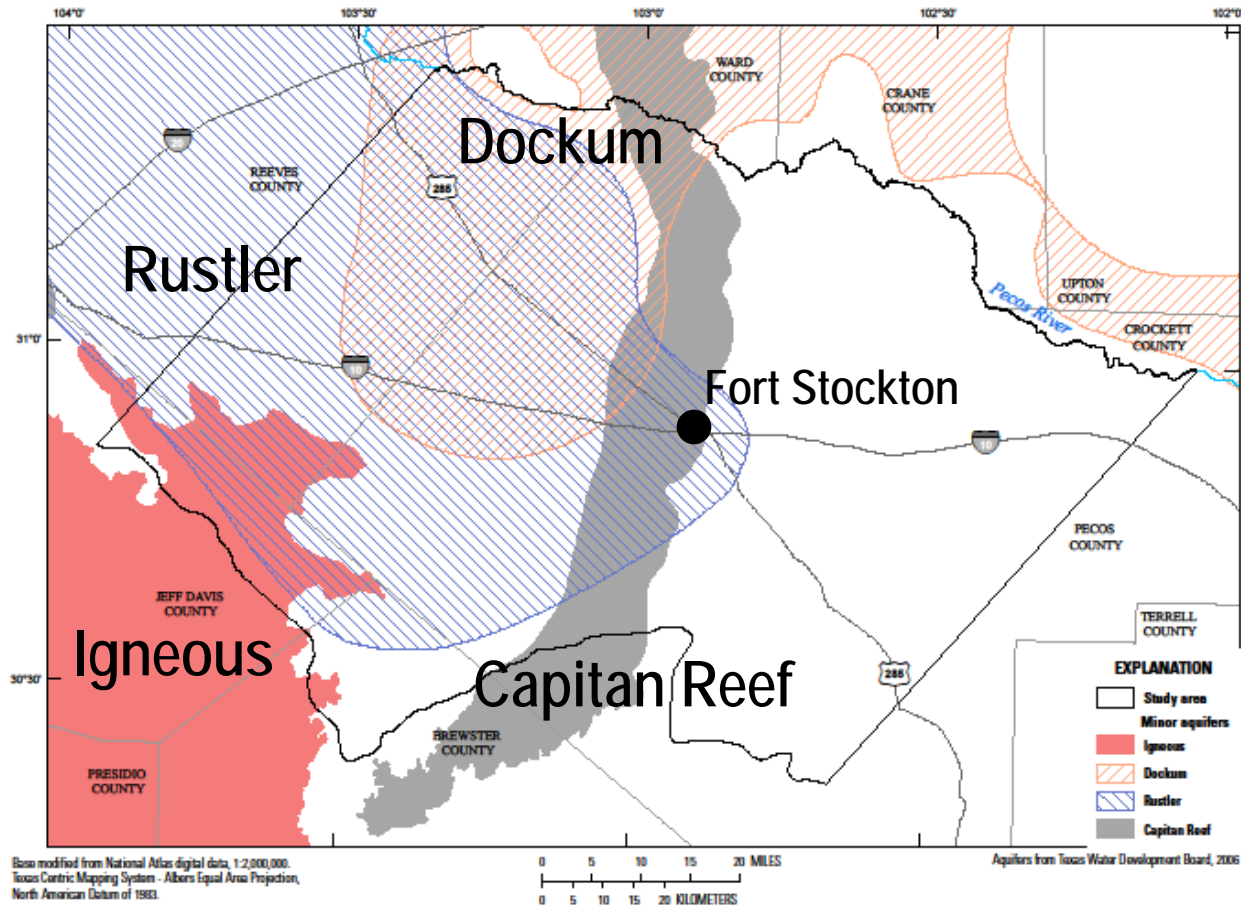 104°0'
103°30'
103°0'
102°30'
102°0'
WARD
COUNTY
CRANE
COUNTY
Dockum
20
REEVES
COUNTY
285
Rustler
UPTON
COUNTY
Pecos River
CROCKETT
COUNTY
31°0'
10
Fort Stockton
10
PECOS
COUNTY
JEFF DAVIS
COUNTY
TERRELL
COUNTY
Igneous
Capitan Reef
285
30°30'
BREWSTER
COUNTY
PRESIDIO
COUNTY
EXPLANATION
Study area
Minor aquifers
Igneous
Dockum
Rustler
Capitan Reef
Base modified from National Atlas digital data, 1:2,000,000.
Texas Centric Mapping System - Albers Equal Area Projection,
North American Datum of 1983.
0 5 10 15 20 MILES
0 5 10 15 20 KILOMETERS
Aquifers from Texas Water Development Board, 2006